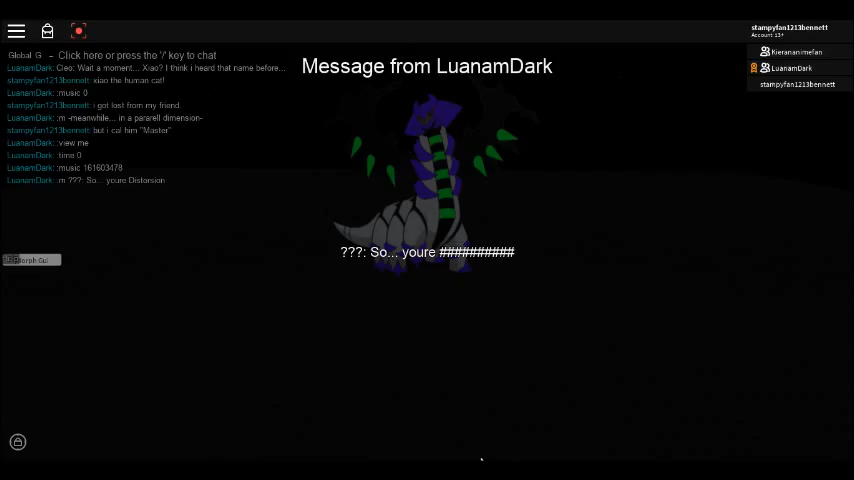 stampyfan1213bennett
Account: 13+
Global G - Click here or press the '/' key to chat
LuanamDark: Cleo: Wait a moment... Xiao? I think i heard that name before...
stampyfan1213bennett: xiao the human cat!
LuanamDark: :music 0
stampyfan1213bennett: i got lost from my friend
LuanamDark: :m -meanwhile... in a pararell dimension-
stampyfan1213bennett: but i cal him "Master"
LuanamDark: :view me
LuanamDark: :time 0
LuanamDark: :music 161603478
LuanamDark: :m ???: So... youre Distorsion
Message from LuanamDark
Kierananimefan
LuanamDark
stampyfan1213bennett
???: So... youre ##########
Gui